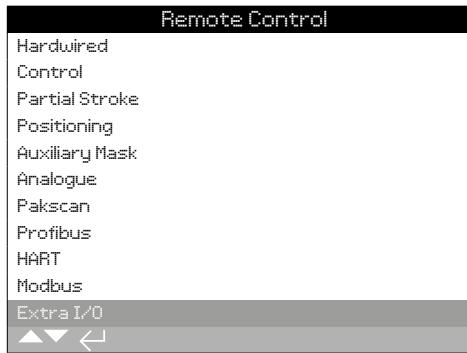 Remote Control
Hardwired
Control
Partial Stroke
Positioning
Auxiliary Mask
Analogue
Pakscan
Profibus
HART
Modbus
Extra I/O